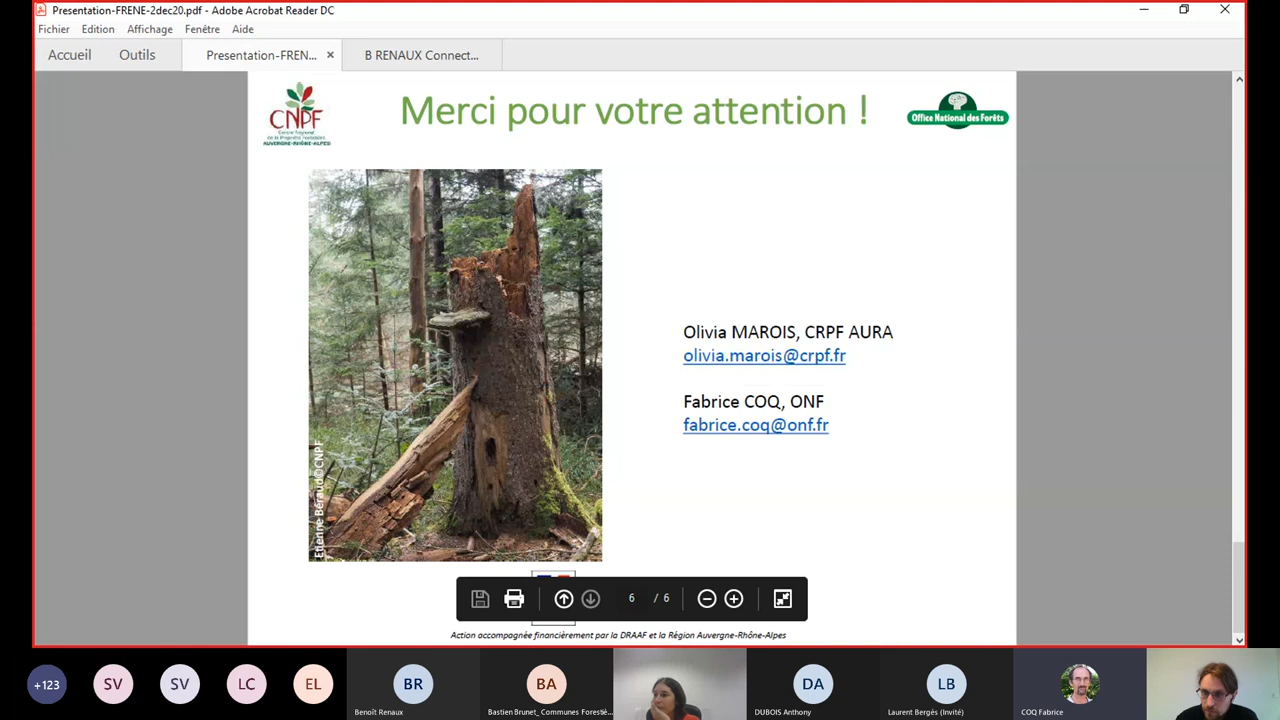 Presentation-FRENE-2dec20.pdf - Adobe Acrobat Reader DC
Fichier Edition Affichage Fenêtre Aide
Accueil Outils Presentation-FREN... B RENAUX Connect...
CNPF
Centre Régional
de la Propriété Forestière
AUVERGNE-RHÔNE-ALPES
Merci pour votre attention !
Office National des Forêts
Olivia MAROIS, CRPF AURA
olivia.marois@crpf.fr
Fabrice COQ, ONF
fabrice.coq@onf.fr
Etienne Béraud©CNPF
6 / 6
Action accompagnée financièrement par la DRAAF et la Région Auvergne-Rhône-Alpes
+123 SV SV LC EL BR BA DA LB
Benoît Renaux
Bastien Brunet_ Communes Forestiè...
DUBOIS Anthony
Laurent Bergès (Invité)
COQ Fabrice